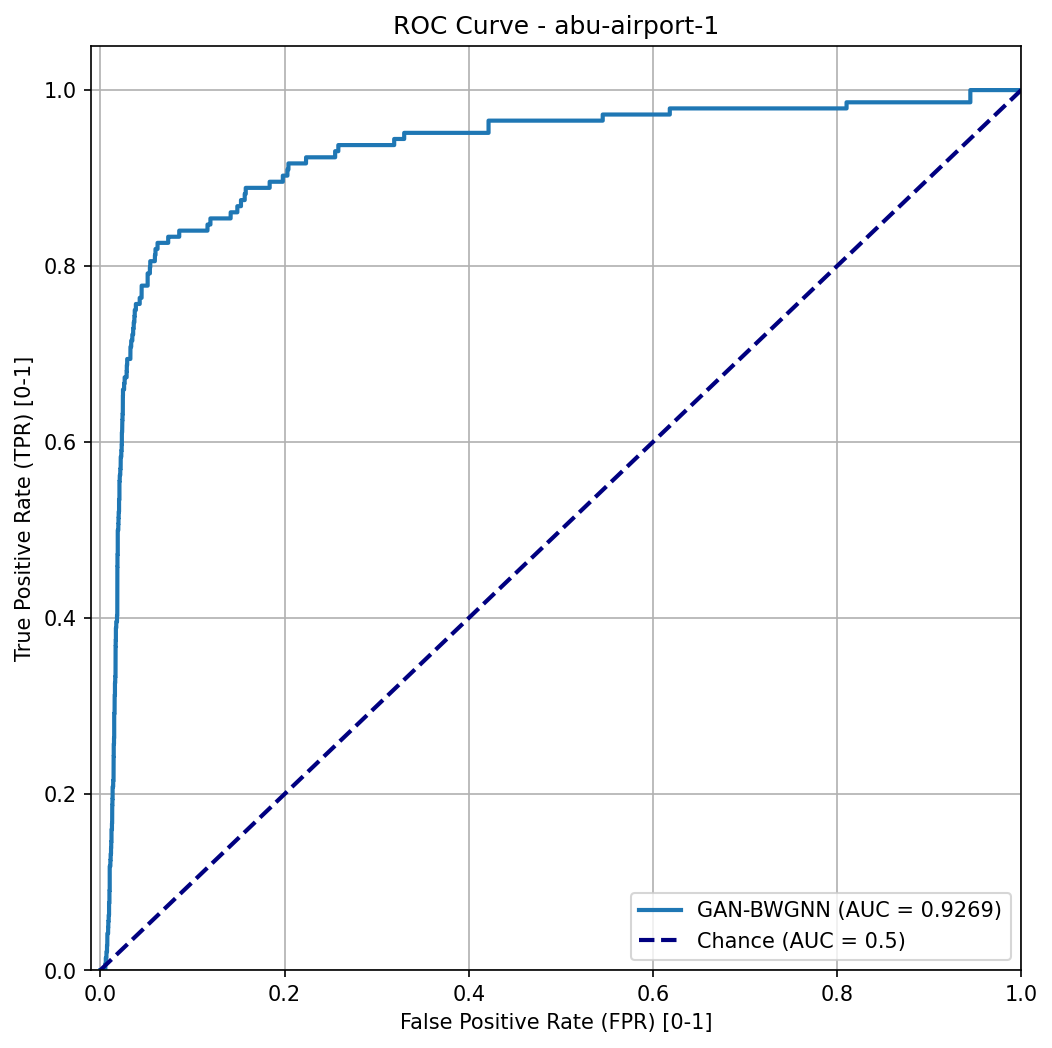 ROC Curve - abu-airport-1
True Positive Rate (TPR) [0-1]
1.0
0.8
0.6
0.4
0.2
0.0
0.0 0.2 0.4 0.6 0.8 1.0
False Positive Rate (FPR) [0-1]
GAN-BWGNN (AUC = 0.9269)
Chance (AUC = 0.5)